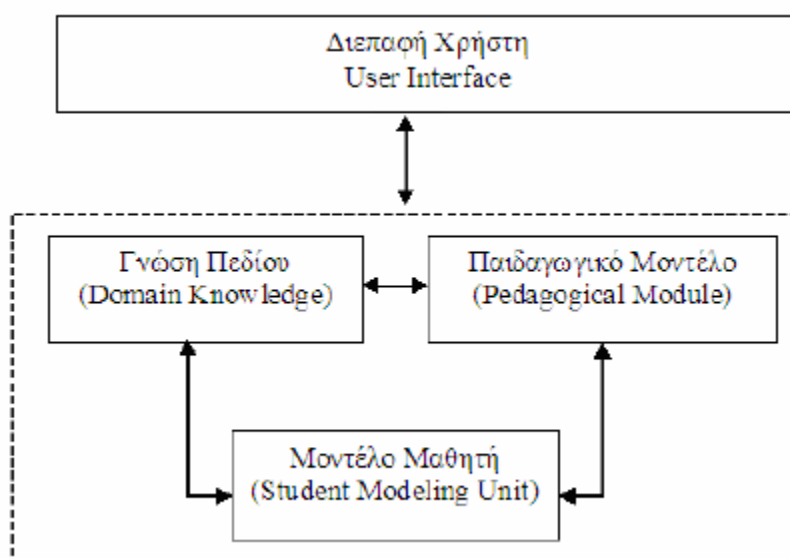 Διεπαφή Χρήστη
User Interface
Γνώση Πεδίου
(Domain Knowledge)
Παιδαγωγικό Μοντέλο
(Pedagogical Module)
Μοντέλο Μαθητή
(Student Modeling Unit)